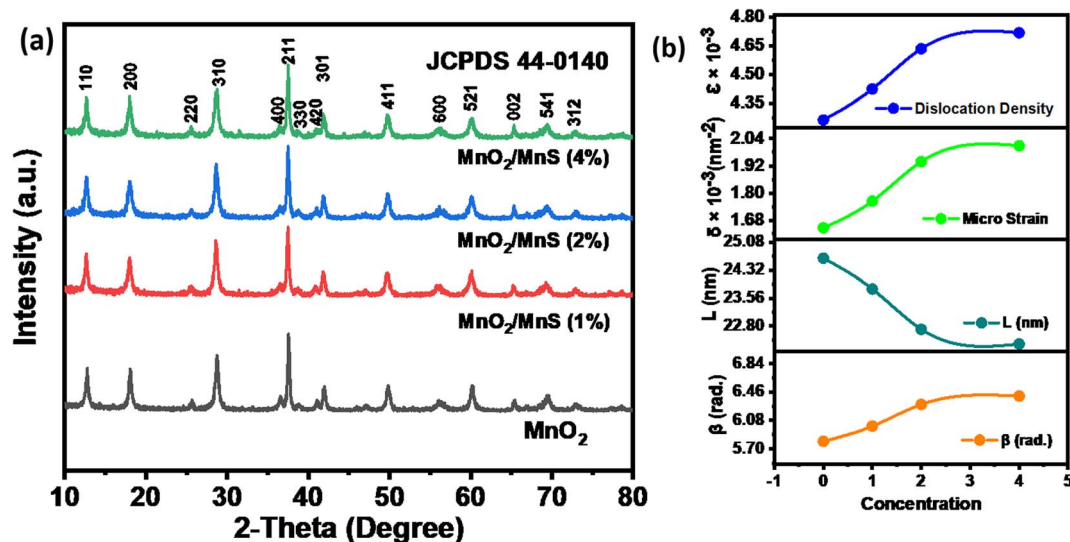 (a)
JCPDS 44-0140
110
200
220
310
400
211
330
420
301
411
600
521
002
541
312
MnO₂/MnS (4%)
MnO₂/MnS (2%)
MnO₂/MnS (1%)
MnO₂
Intensity (a.u.)
10 20 30 40 50 60 70 80
2-Theta (Degree)
(b)
4.80
4.65
4.50
4.35
Ɛ × 10⁻³
Dislocation Density
2.04
1.92
1.80
1.68
δ × 10⁻³(nm⁻²)
Micro Strain
25.08
24.32
23.56
22.80
L (nm)
L (nm)
6.84
6.46
6.08
5.70
β (rad.)
β (rad.)
-1 0 1 2 3 4 5
Concentration